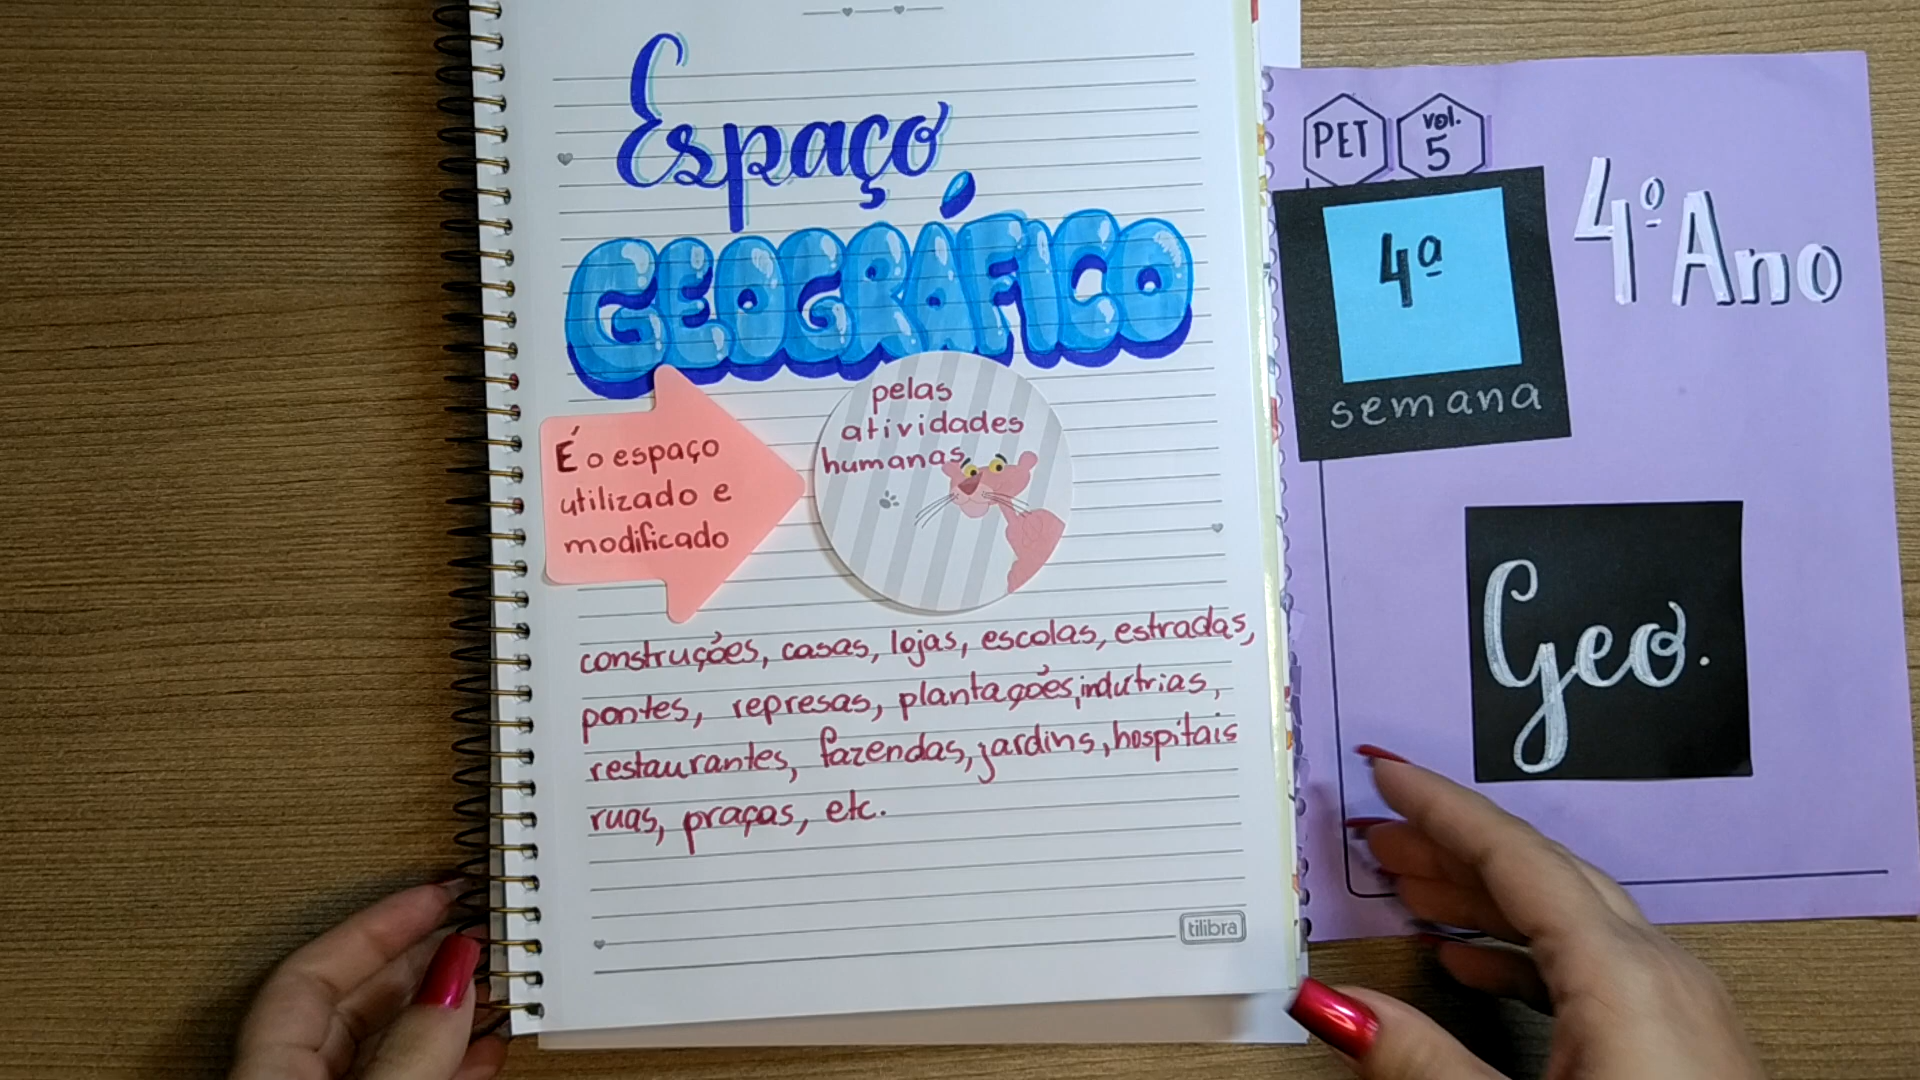 Espaço
GEOGRÁFICO
É o espaço
utilizado e
modificado
pelas
atividades
humanas
construções, casas, lojas, escolas, estradas,
pontes, represas, plantações, indútrias,
restaurantes, fazendas, jardins, hospitais
ruas, praças, etc.
tilibra
PET
vol.
5
4ª
semana
4º Ano
Geo.